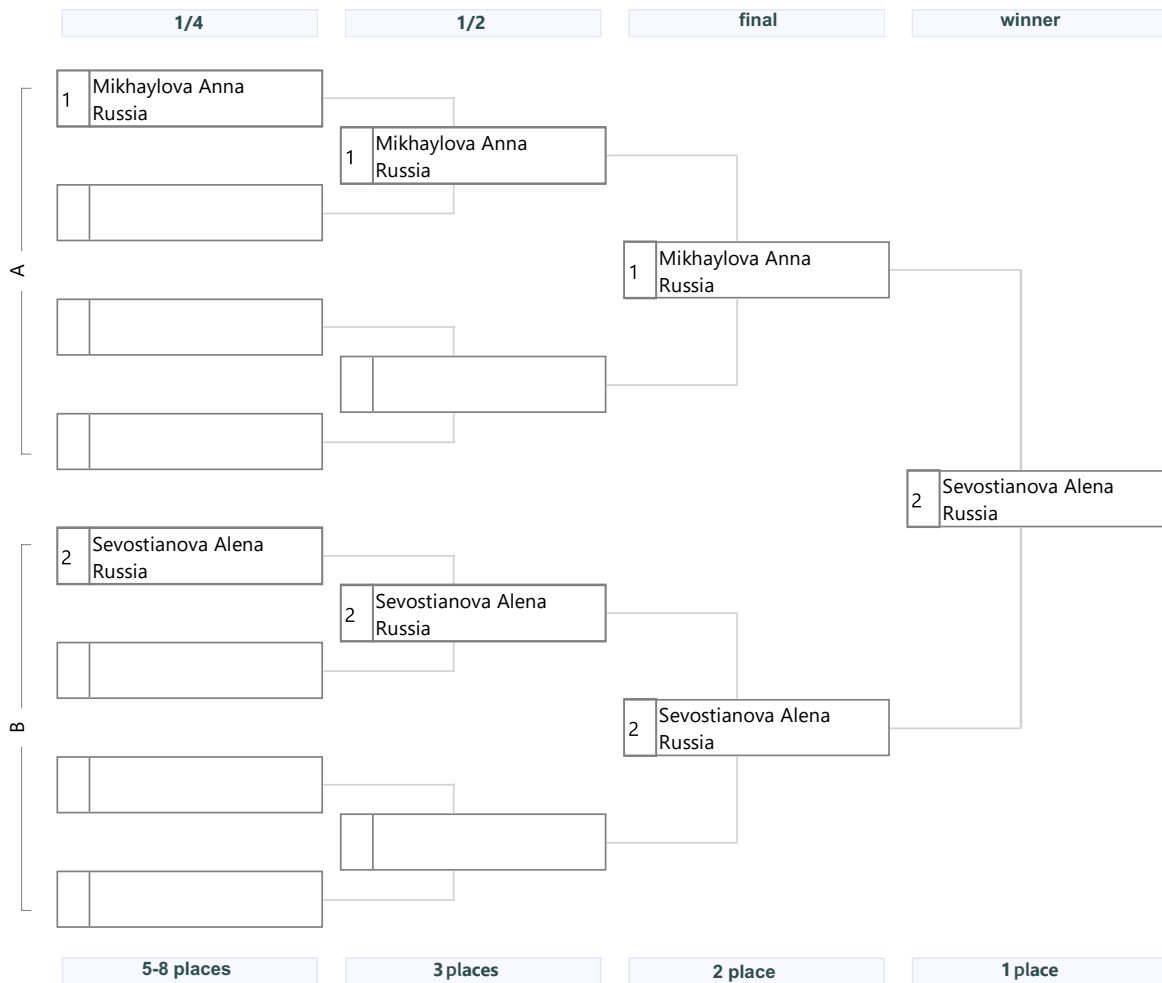 1/4
1/2
final
winner
1
Mikhaylova Anna
Russia
1
Mikhaylova Anna
Russia
A
1
Mikhaylova Anna
Russia
2
Sevostianova Alena
Russia
2
Sevostianova Alena
Russia
2
Sevostianova Alena
Russia
B
2
Sevostianova Alena
Russia
5-8 places
3 places
2 place
1 place